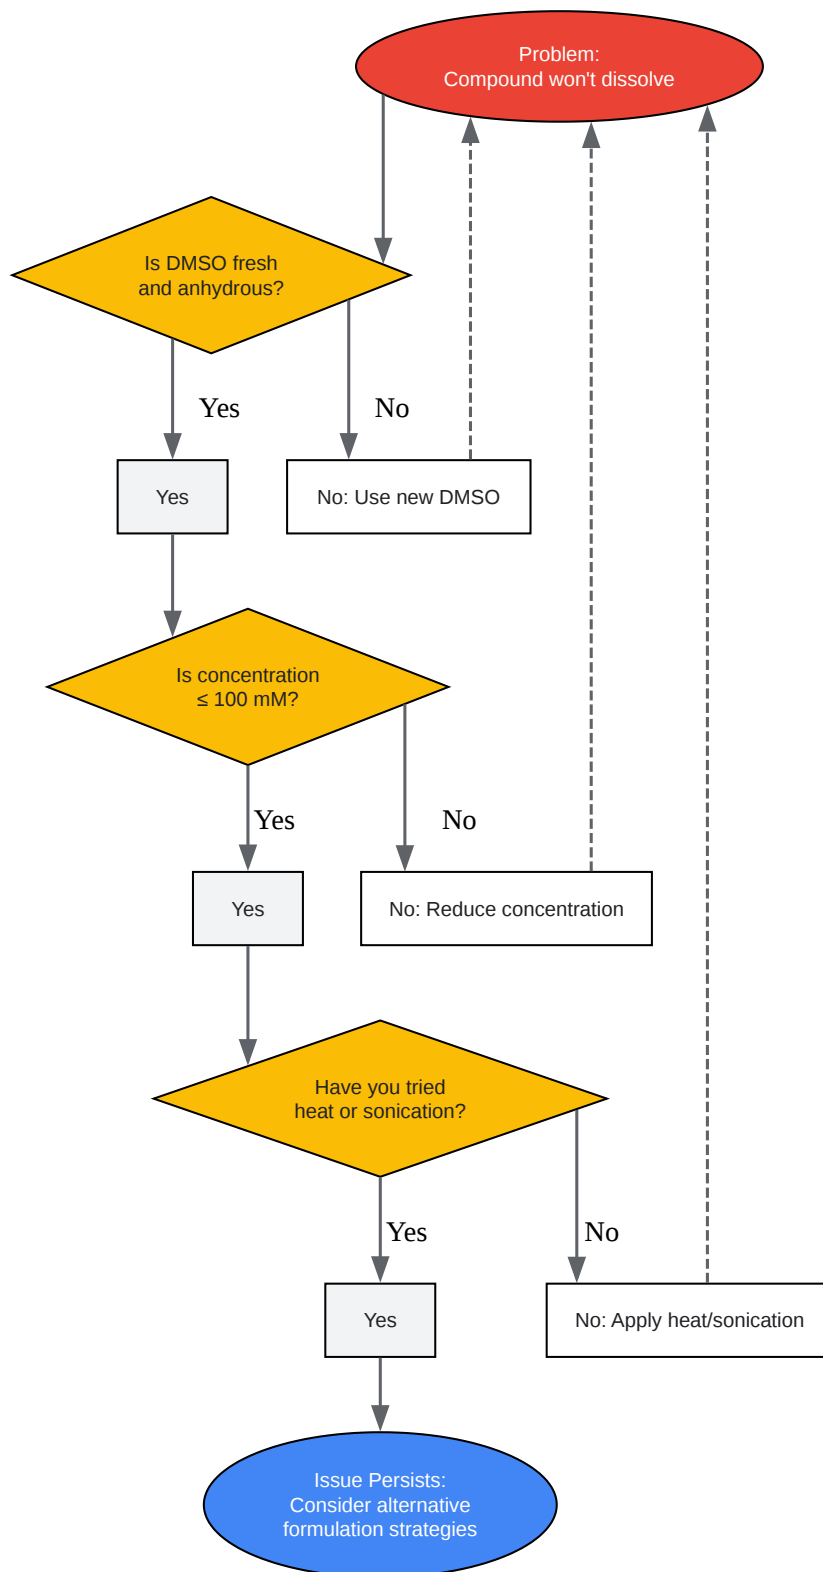 Problem:
Compound won't dissolve
Is DMSO fresh
and anhydrous?
Yes
No
Yes
No: Use new DMSO
Is concentration
≤ 100 mM?
Yes
No
Yes
No: Reduce concentration
Have you tried
heat or sonication?
Yes
No
Yes
No: Apply heat/sonication
Issue Persists:
Consider alternative
formulation strategies